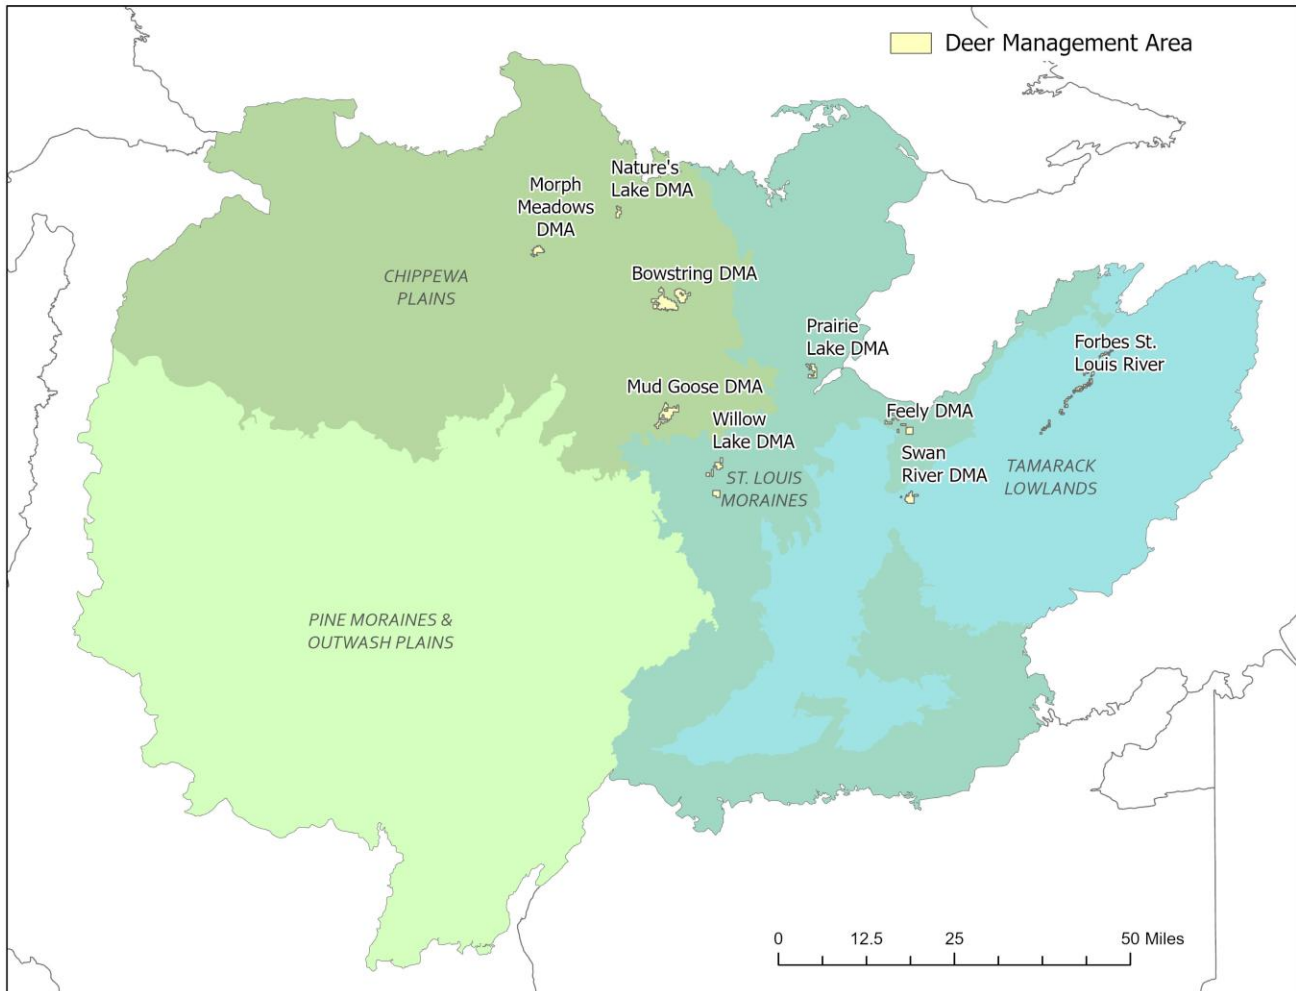 Deer Management Area
Nature's
Lake DMA
Morph
Meadows
DMA
CHIPPEWA
PLAINS
Bowstring DMA
Prairie
Lake DMA
Forbes St.
Louis River
Mud Goose DMA
Willow
Lake DMA
Feely DMA
Swan
River DMA
ST. LOUIS
MORAINES
TAMARACK
LOWLANDS
PINE MORAINES &
OUTWASH PLAINS
0 12.5 25 50 Miles